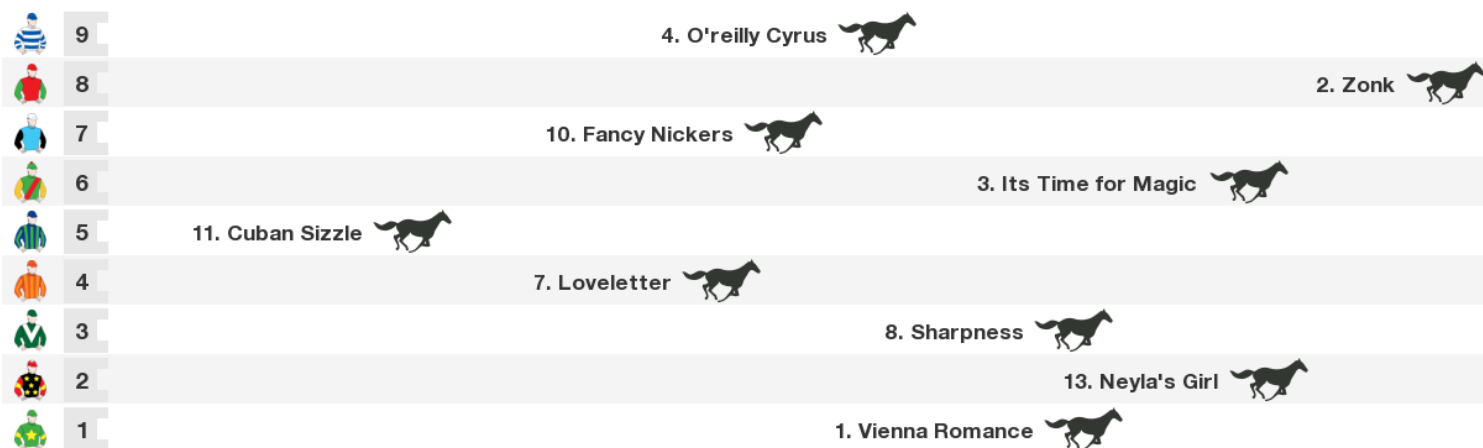 9 4. O'reilly Cyrus
8 2. Zonk
7 10. Fancy Nickers
6 3. Its Time for Magic
5 11. Cuban Sizzle
4 7. Loveletter
3 8. Sharpness
2 13. Neyla's Girl
1 1. Vienna Romance